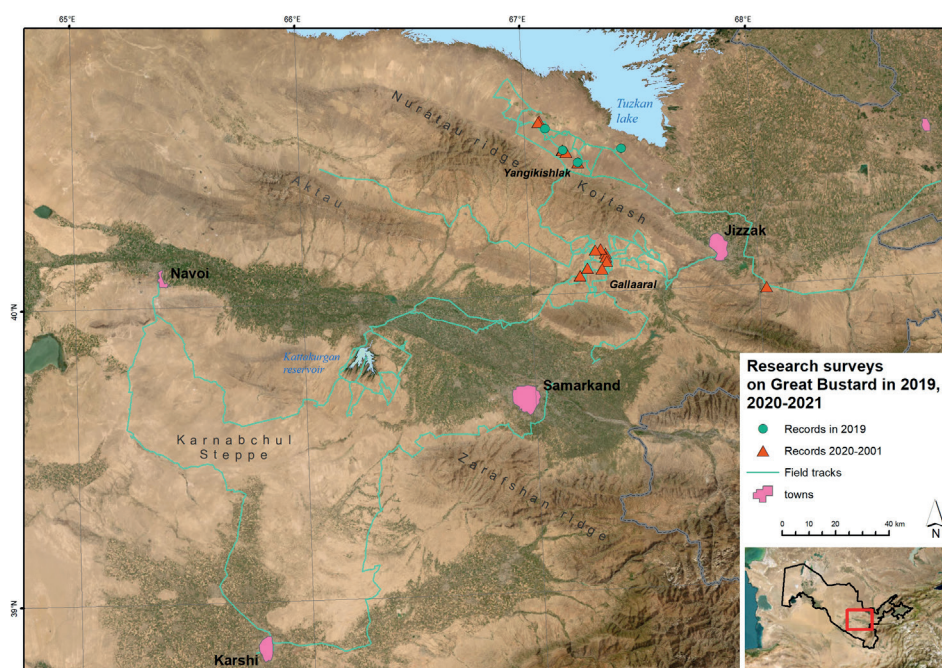 65°E
66°E
67°E
68°E
Tuzkan
lake
Nuratau ridge
Yangikishlak
Aktau
Koitash
Jizzak
Navoi
Gallaaral
40°N
Kattakurgan
reservoir
Samarkand
Karnabchul
Steppe
Zarafshan ridge
39°N
Karshi
Research surveys
on Great Bustard in 2019,
2020-2021
Records in 2019
Records 2020-2001
Field tracks
towns
0 10 20 40 km
N